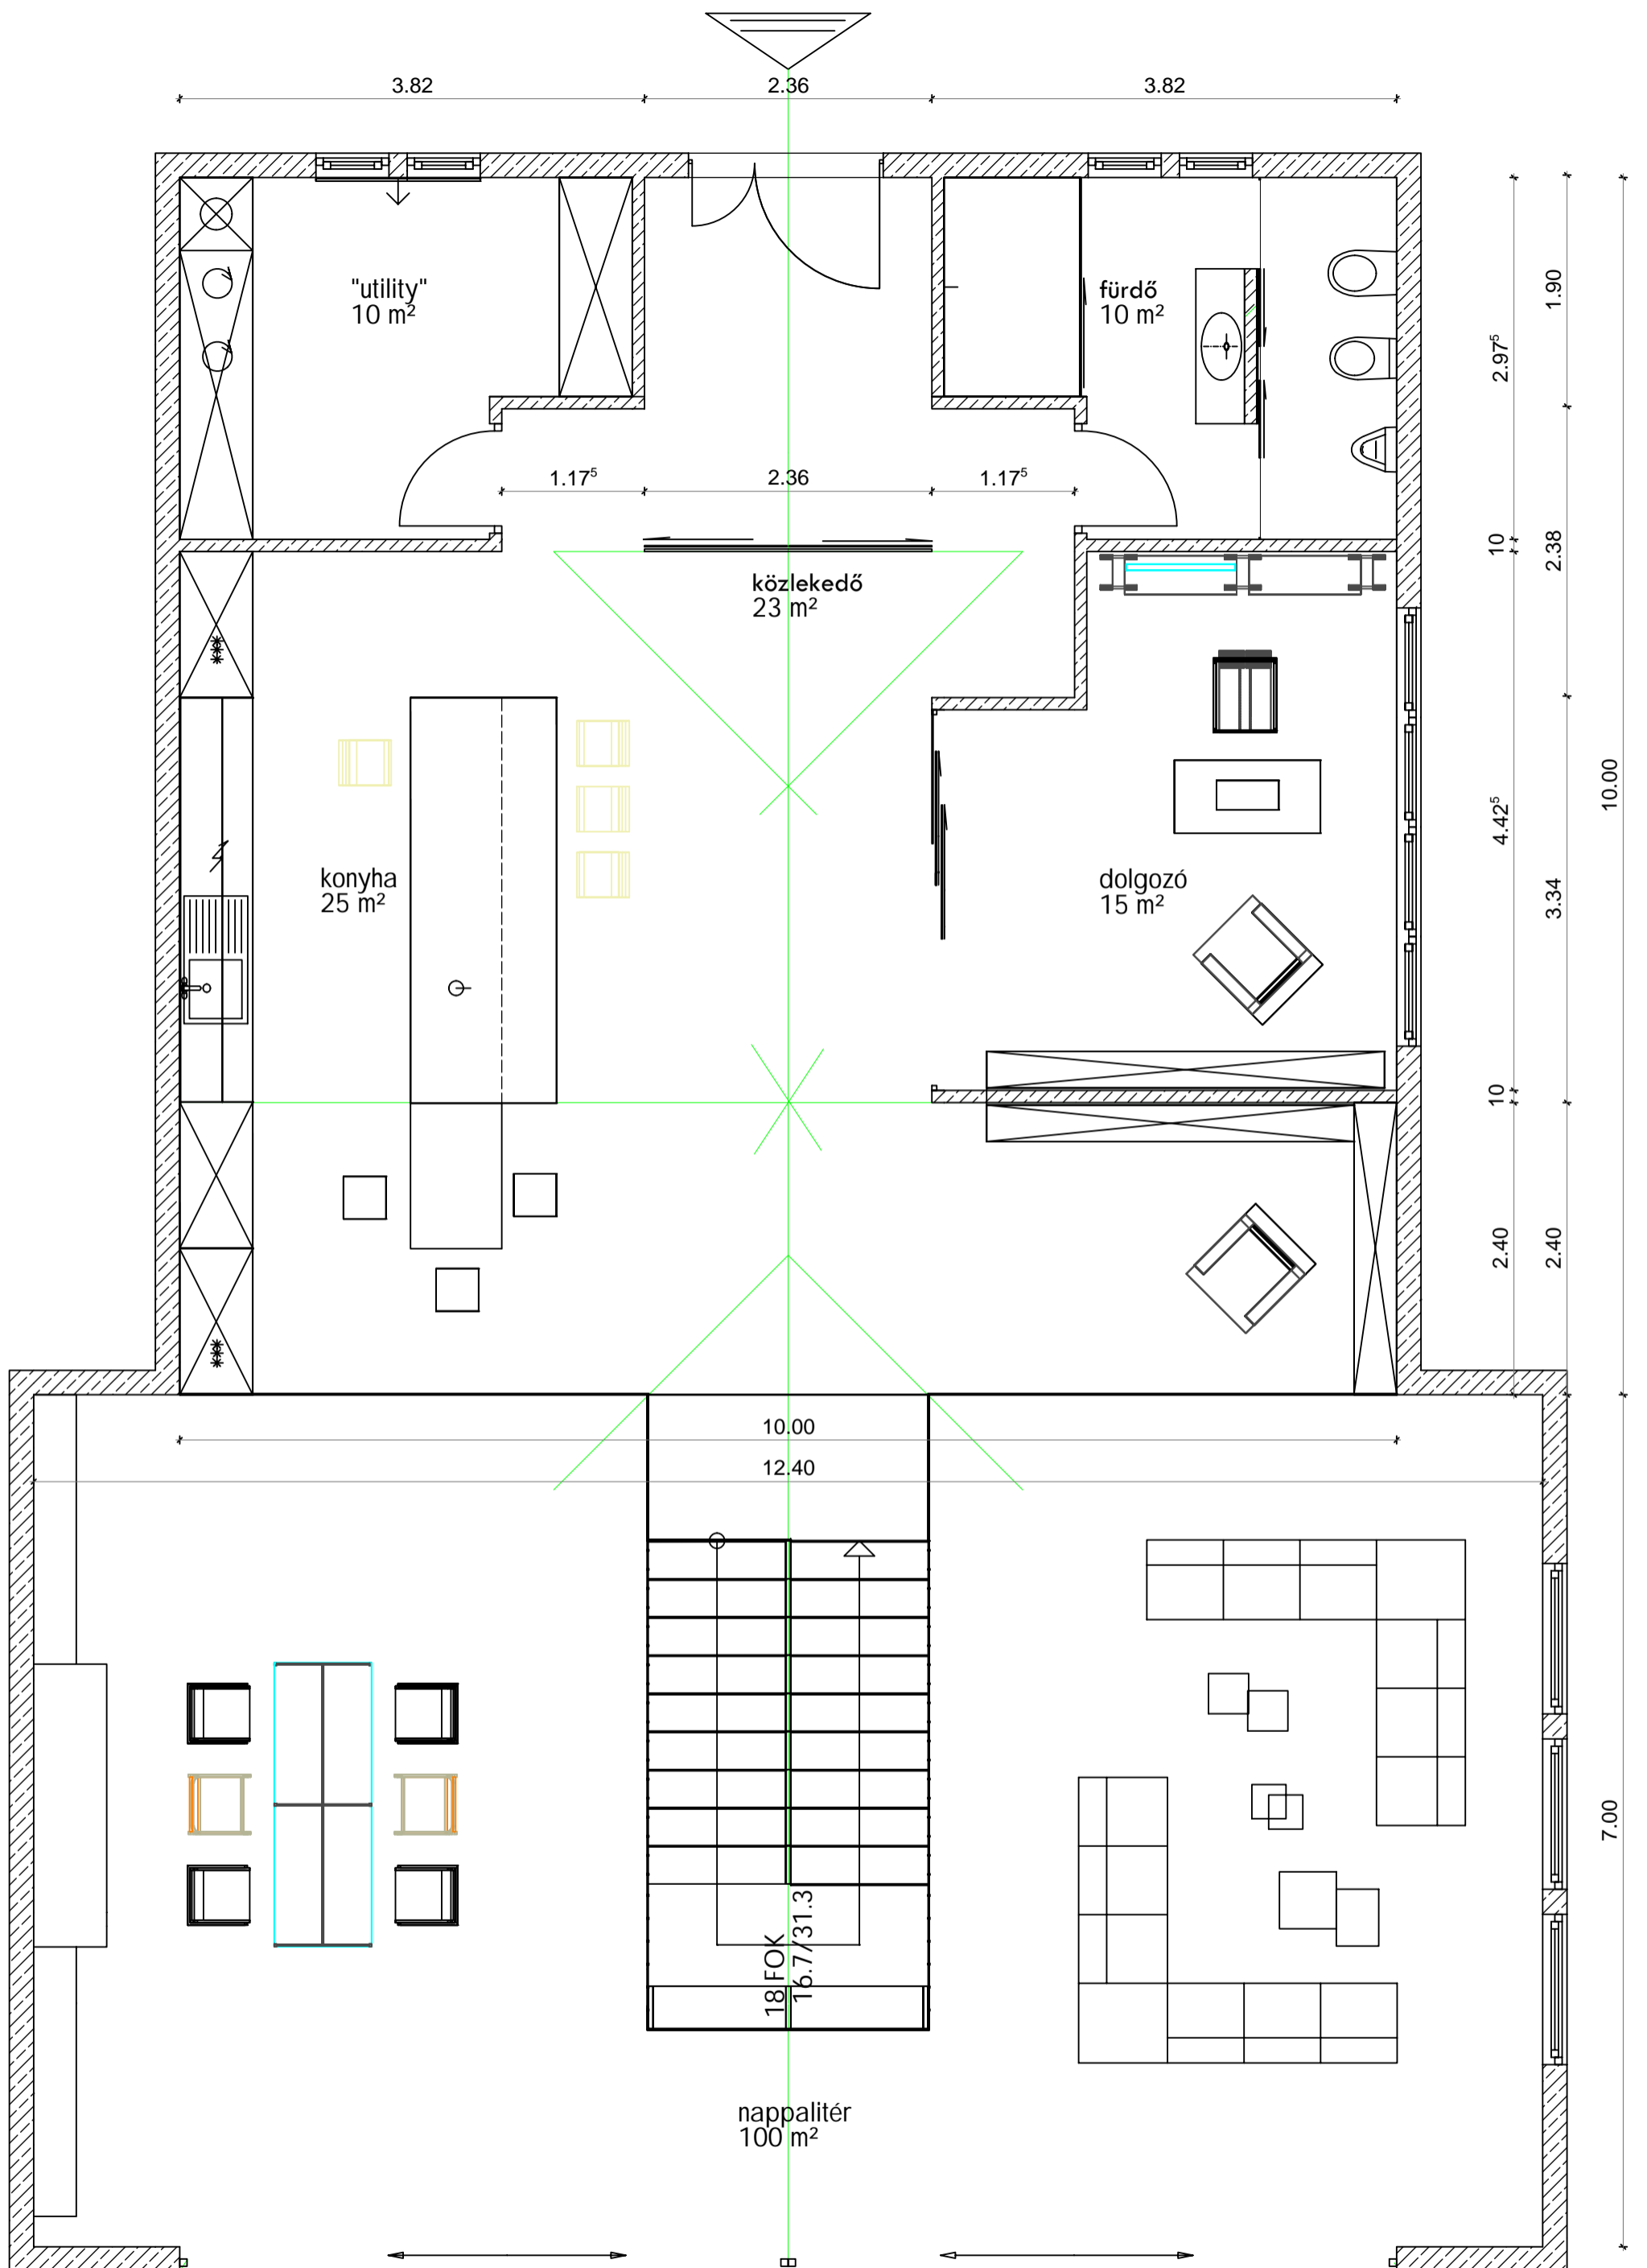 3.82 2.36 3.82
"utility"
10 m²
fürdő
10 m²
1.90
2.97⁵
1.17⁵ 2.36 1.17⁵
10
2.38
közlekedő
23 m²
10.00
4.42⁵
konyha
25 m²
dolgozó
15 m²
3.34
10
2.40
2.40
10.00
12.40
7.00
18 FOK
16.7/31.3
nappalitér
100 m²